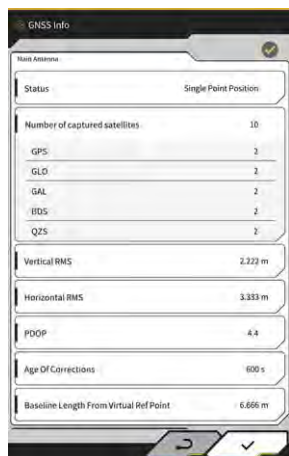 GNSS Info
Main Antenna
Status Single Point Position
Number of captured satellites 10
GPS 2
GLO 2
GAL 2
BDS 2
QZS 2
Vertical RMS 2.222 m
Horizontal RMS 3.333 m
PDOP 4.4
Age Of Corrections 600 s
Baseline Length From Virtual Ref Point 6.666 m